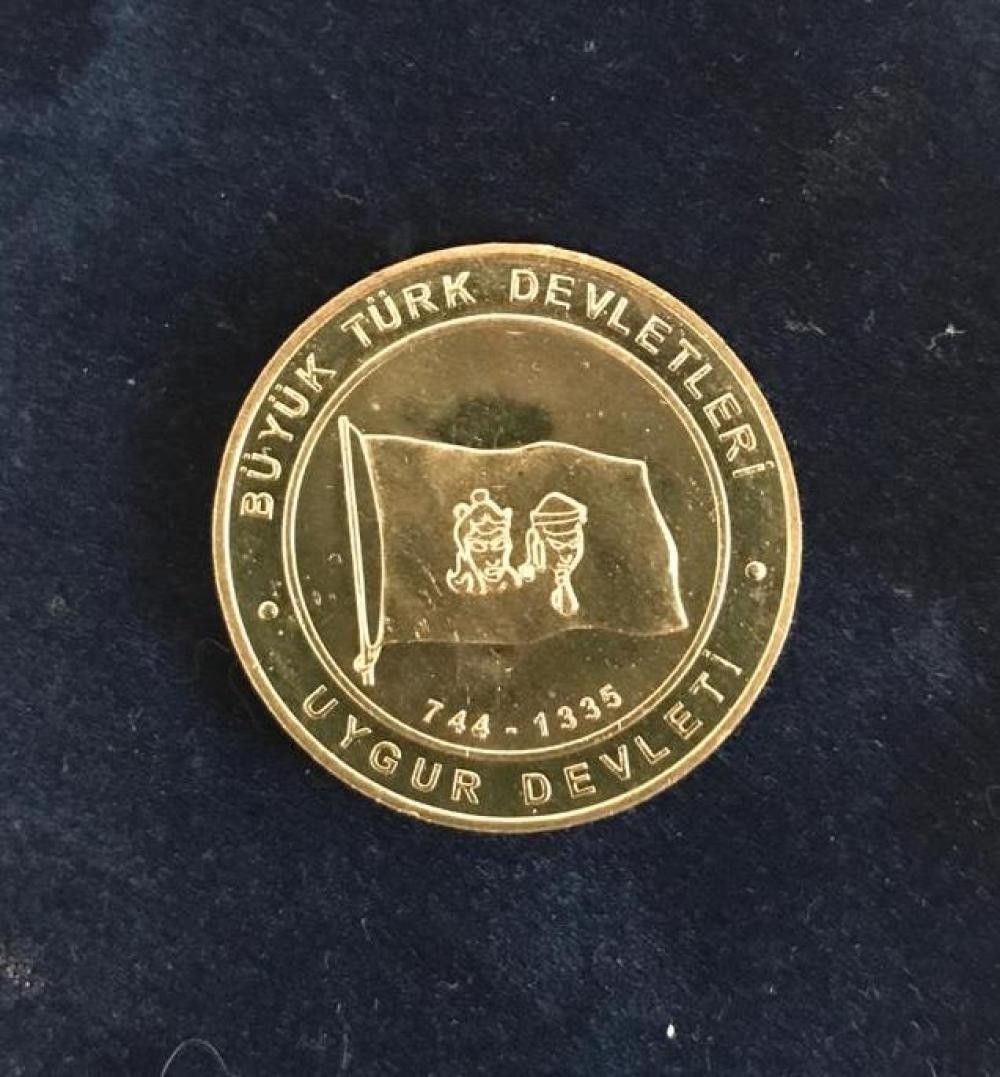 BÜYÜK TÜRK DEVLETLERİ
744 - 1335
UYGUR DEVLETİ